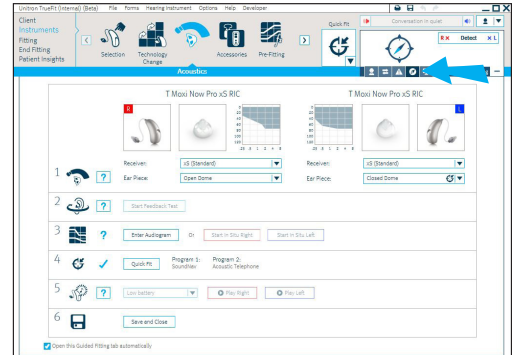 Unitron TrueFit (Internal) (Beta) File Forms Hearing Instrument Options Help Developer
Client
Instruments
Fitting
End Fitting
Patient Insights
Selection
Technology Change
Accessories
Pre-Fitting
Quick Fit
Conversation in quiet
R X Detect X L
Acoustics
T Moxi Now Pro xS RIC
T Moxi Now Pro xS RIC
R
L
Receiver: xS (Standard)
Receiver: xS (Standard)
Ear Piece: Open Dome
Ear Piece: Closed Dome
1 ?
2 ? Start Feedback Test
3 ? Enter Audiogram Or Start In Situ Right Start In Situ Left
4 Quick Fit Program 1: Program 2:
SoundNav Acoustic Telephone
5 ? Low battery Play Right Play Left
6 Save and Close
Open this Guided Fitting tab automatically